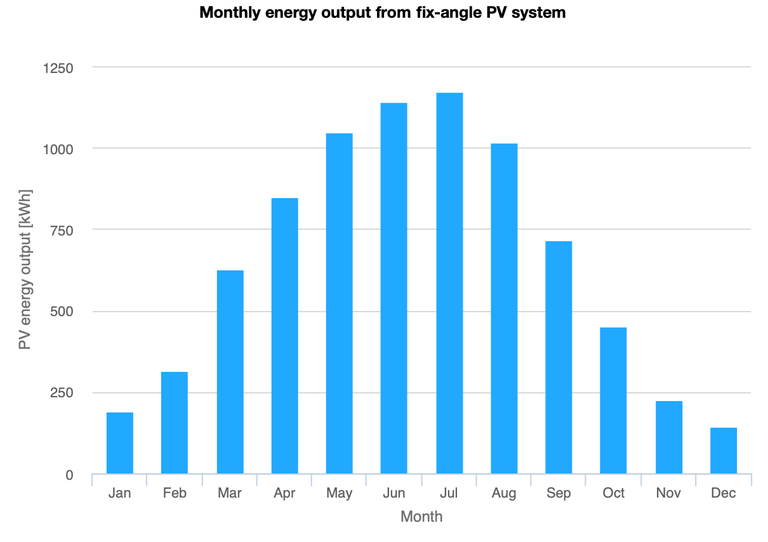 Monthly energy output from fix-angle PV system
PV energy output [kWh]
1250
1000
750
500
250
0
Jan Feb Mar Apr May Jun Jul Aug Sep Oct Nov Dec
Month